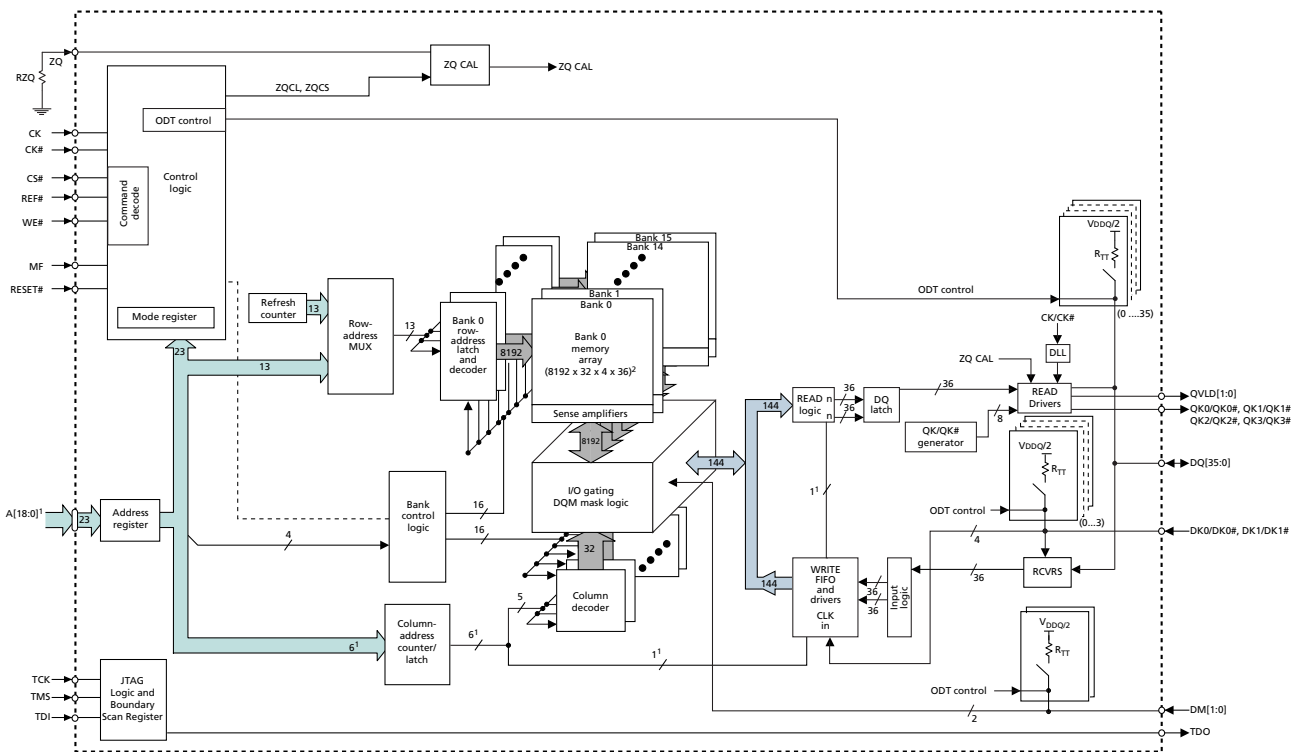 ZQ
RZQ
ZQ CAL
ZQ CAL
ZQCL, ZQCS
ODT control
CK
CK#
Control
logic
CS#
REF#
WE#
Command
decode
MF
RESET#
Mode register
23
Refresh
counter
13
13
Row-
address
MUX
13
Bank 0
row-
address
latch
and
decoder
8192
Bank 15
Bank 14
Bank 1
Bank 0
Bank 0
memory
array
(8192 x 32 x 4 x 36)2
Sense amplifiers
8192
I/O gating
DQM mask logic
32
Column
decoder
5
A[18:0]1
23
Address
register
4
Bank
control
logic
16
16
61
Column-
address
counter/
latch
61
11
TCK
TMS
TDI
JTAG
Logic and
Boundary
Scan Register
144
144
144
READ
logic
n
n
36
36
DQ
latch
36
11
WRITE
FIFO
and
drivers
CLK
in
36
36
Input
logic
36
ODT control
VDDQ/2
RTT
(0 ....35)
CK/CK#
DLL
ZQ CAL
READ
Drivers
8
QK/QK#
generator
QVLD[1:0]
QK0/QK0#, QK1/QK1#
QK2/QK2#, QK3/QK3#
VDDQ/2
RTT
DQ[35:0]
ODT control
(0...3)
4
DK0/DK0#, DK1/DK1#
RCVRS
VDDQ/2
RTT
ODT control
2
DM[1:0]
TDO